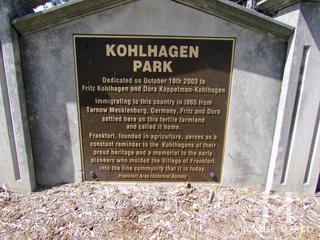 KOHLHAGEN
PARK
Dedicated on October 19th 2003 to
Fritz Kohlhagen and Dora Koppelman-Kohlhagen
Immigrating to this country in 1865 from
Tarnow Mecklenburg, Germany, Fritz and Dora
settled here on this fertile farmland
and called it home.
Frankfort, founded in agriculture, serves as a
constant reminder to the Kohlhagens of their
proud heritage and a memorial to the early
pioneers who molded the Village of Frankfort
into the fine community that it is today.
Frankfort Area Historical Society